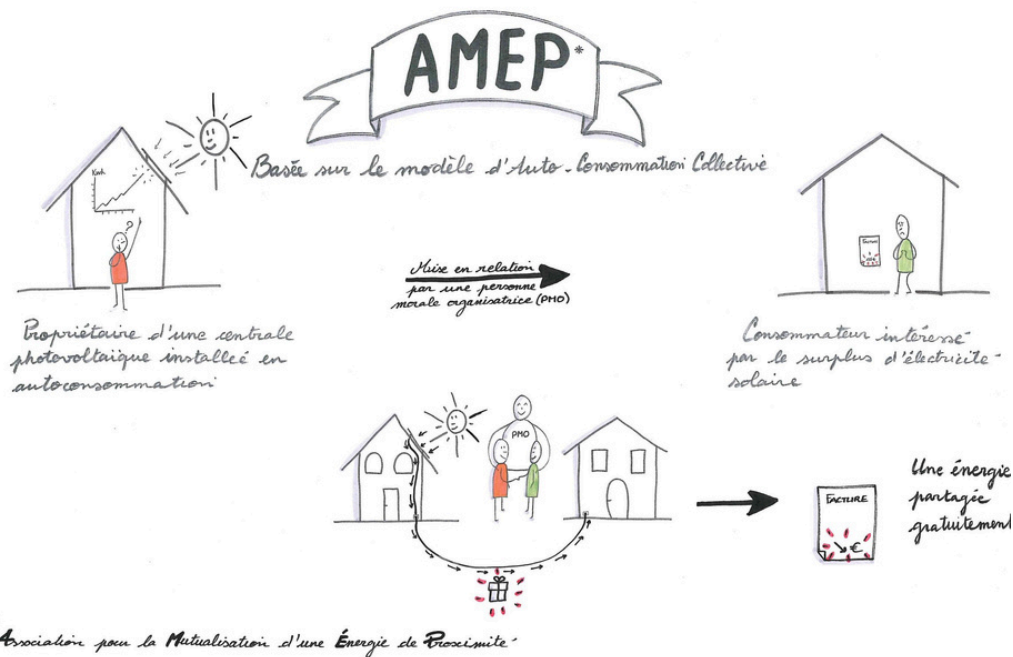 AMEP*
Basée sur le modèle d'Auto-Consommation Collective
Kwh
?
Facture
Mise en relation
par une personne
morale organisatrice (PMO)
Propriétaire d'une centrale
photovoltaïque installée en
autoconsommation
Consommateur intéressé
par le surplus d'électricité
solaire
PMO
FACTURE
€
Une énergie
partagée
gratuitement
Association pour la Mutualisation d'une Énergie de Proximité